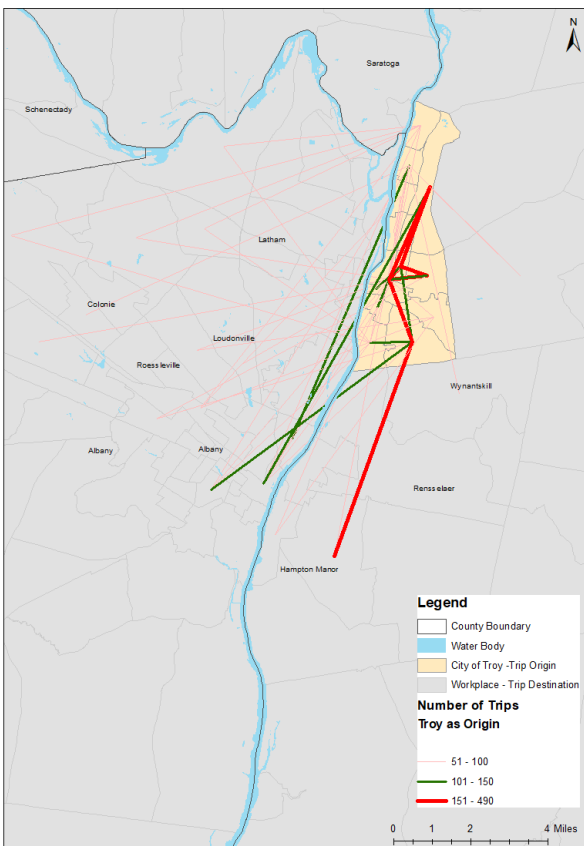 N
Saratoga
Schenectady
Latham
Colonie
Loudonville
Roessleville
Wynantskill
Albany
Albany
Rensselaer
Hampton Manor
Legend
County Boundary
Water Body
City of Troy -Trip Origin
Workplace - Trip Destination
Number of Trips
Troy as Origin
51 - 100
101 - 150
151 - 490
0 1 2 4 Miles